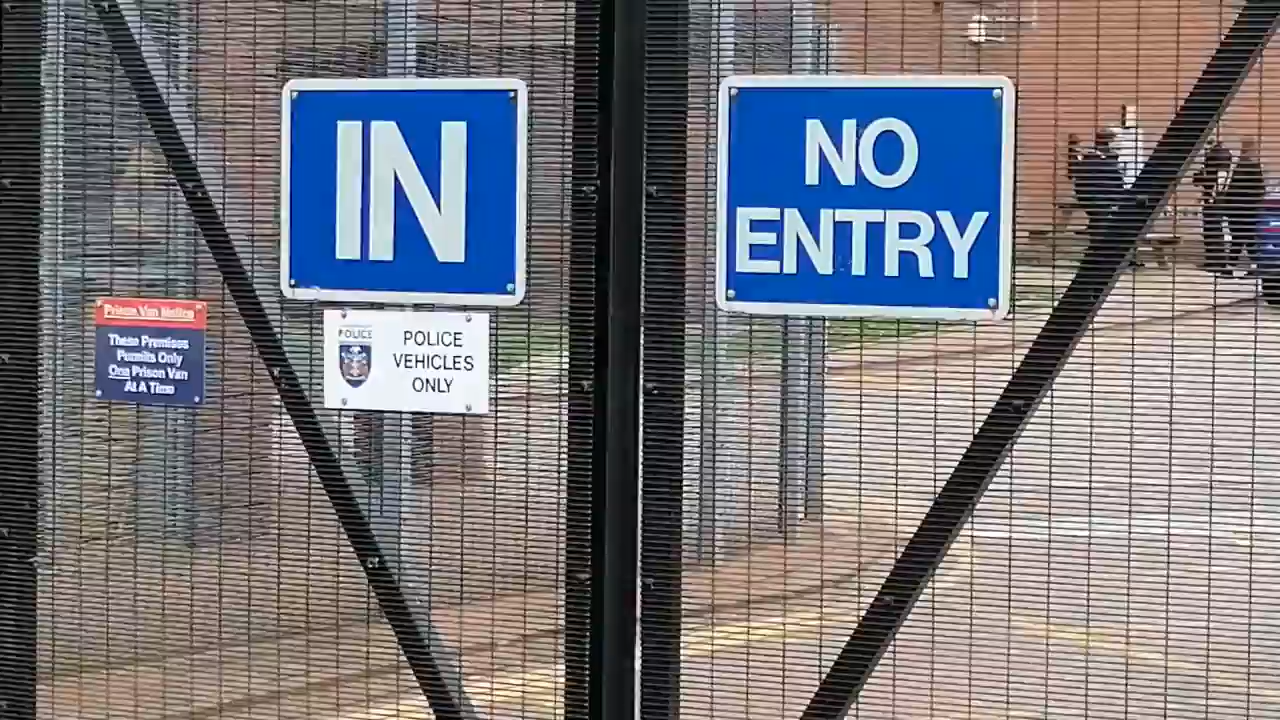 IN
NO
ENTRY
Prison Van Notice
These Premises
Permits Only
One Prison Van
At A Time
POLICE
POLICE
VEHICLES
ONLY